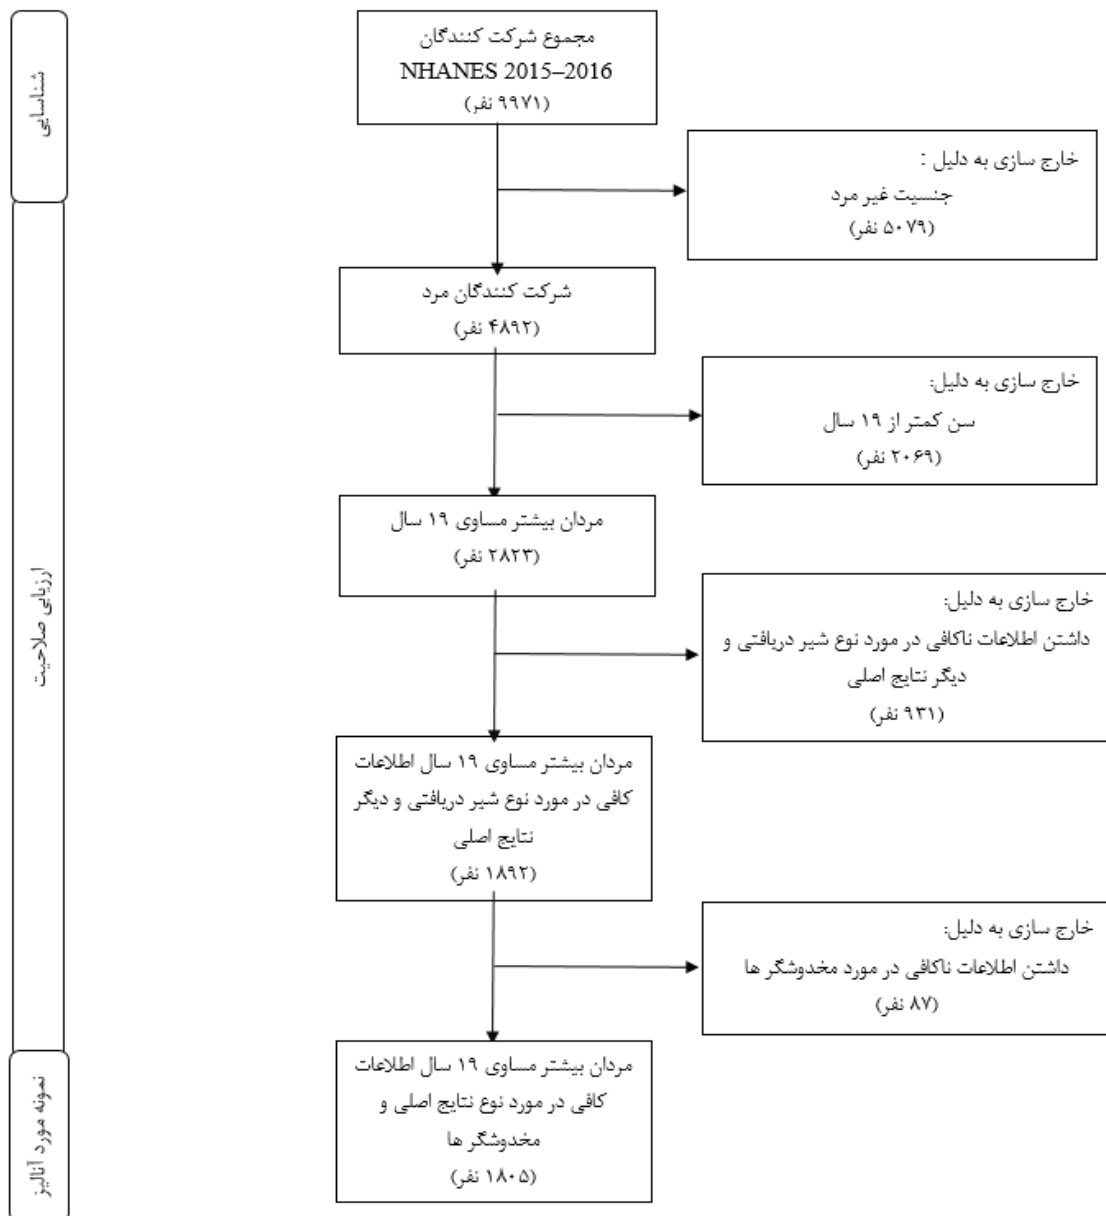 شناسایی
مجموع شرکت کنندگان
NHANES 2015–2016
(۹۹۷۱ نفر)
خارج سازی به دلیل :
جنسیت غیر مرد
(۵۰۷۹ نفر)
شرکت کنندگان مرد
(۴۸۹۲ نفر)
خارج سازی به دلیل:
سن کمتر از ۱۹ سال
(۲۰۶۹ نفر)
ارزیابی صلاحیت
مردان بیشتر مساوی ۱۹ سال
(۲۸۲۳ نفر)
خارج سازی به دلیل:
داشتن اطلاعات ناکافی در مورد نوع شیر دریافتی و
دیگر نتایج اصلی
(۹۳۱ نفر)
مردان بیشتر مساوی ۱۹ سال اطلاعات
کافی در مورد نوع شیر دریافتی و دیگر
نتایج اصلی
(۱۸۹۲ نفر)
خارج سازی به دلیل:
داشتن اطلاعات ناکافی در مورد مخدوشگر ها
(۸۷ نفر)
نمونه مورد آنالیز
مردان بیشتر مساوی ۱۹ سال اطلاعات
کافی در مورد نوع نتایج اصلی و
مخدوشگر ها
(۱۸۰۵ نفر)